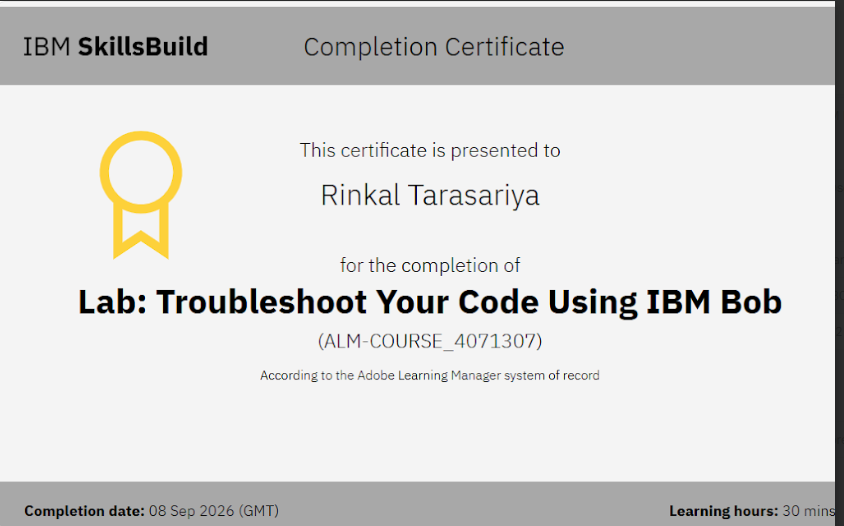 IBM SkillsBuild
Completion Certificate
This certificate is presented to
Rinkal Tarasariya
for the completion of
Lab: Troubleshoot Your Code Using IBM Bob
(ALM-COURSE_4071307)
According to the Adobe Learning Manager system of record
Completion date: 08 Sep 2026 (GMT)
Learning hours: 30 mins